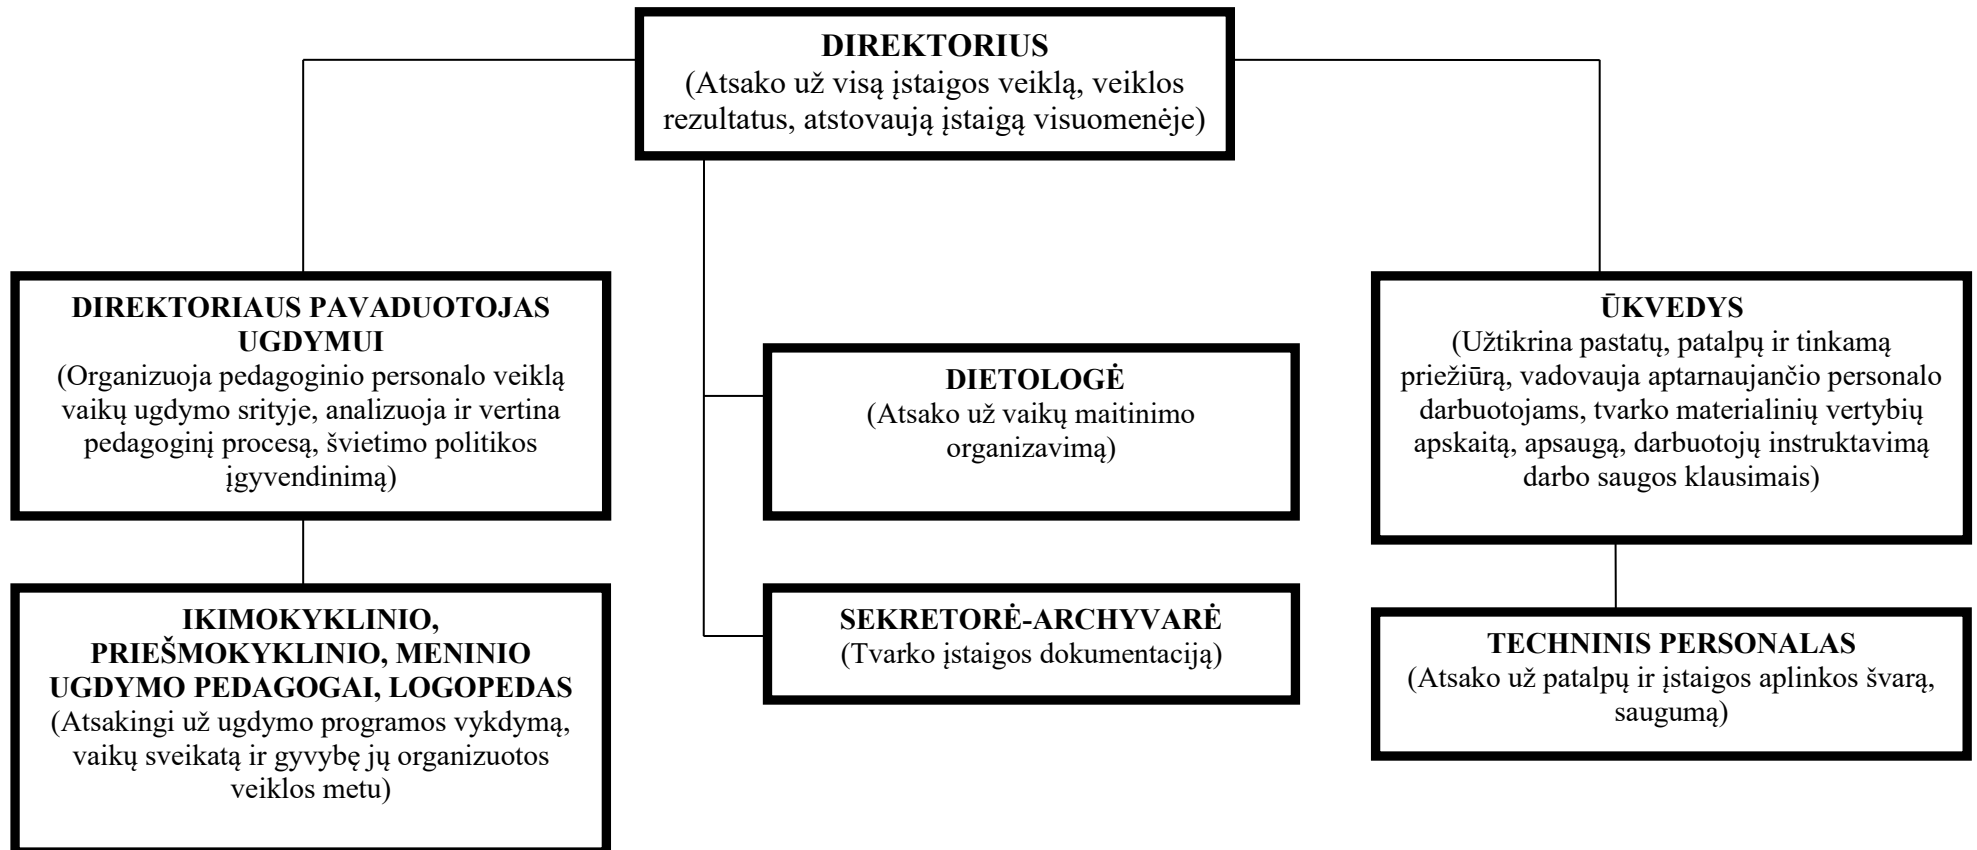 DIREKTORIUS
(Atsako už visą įstaigos veiklą, veiklos
rezultatus, atstovaują įstaigą visuomenėje)
DIREKTORIAUS PAVADUOTOJAS
UGDYMUI
(Organizuoja pedagoginio personalo veiklą
vaikų ugdymo srityje, analizuoja ir vertina
pedagoginį procesą, švietimo politikos
įgyvendinimą)
DIETOLOGĖ
(Atsako už vaikų maitinimo
organizavimą)
ŪKVEDYS
(Užtikrina pastatų, patalpų ir tinkamą
priežiūrą, vadovauja aptarnaujančio personalo
darbuotojams, tvarko materialinių vertybių
apskaitą, apsaugą, darbuotojų instruktavimą
darbo saugos klausimais)
IKIMOKYKLINIO,
PRIEŠMOKYKLINIO, MENINIO
UGDYMO PEDAGOGAI, LOGOPEDAS
(Atsakingi už ugdymo programos vykdymą,
vaikų sveikatą ir gyvybę jų organizuotos
veiklos metu)
SEKRETORĖ-ARCHYVARĖ
(Tvarko įstaigos dokumentaciją)
TECHNINIS PERSONALAS
(Atsako už patalpų ir įstaigos aplinkos švarą,
saugumą)